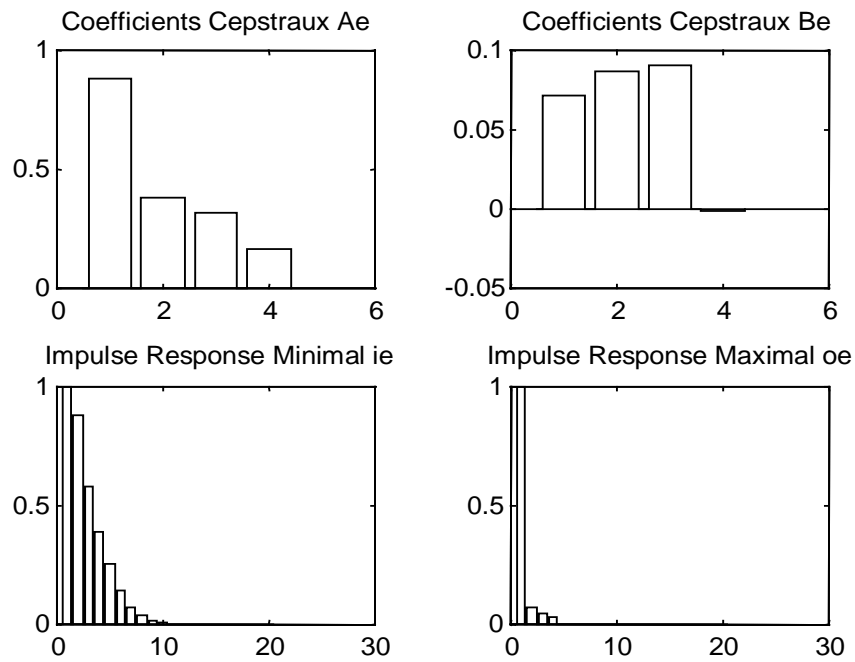 Coefficients Cepstraux Ae
1
0.5
0
0 2 4 6
Coefficients Cepstraux Be
0.1
0.05
0
-0.05
0 2 4 6
Impulse Response Minimal ie
1
0.5
0
0 10 20 30
Impulse Response Maximal oe
1
0.5
0
0 10 20 30